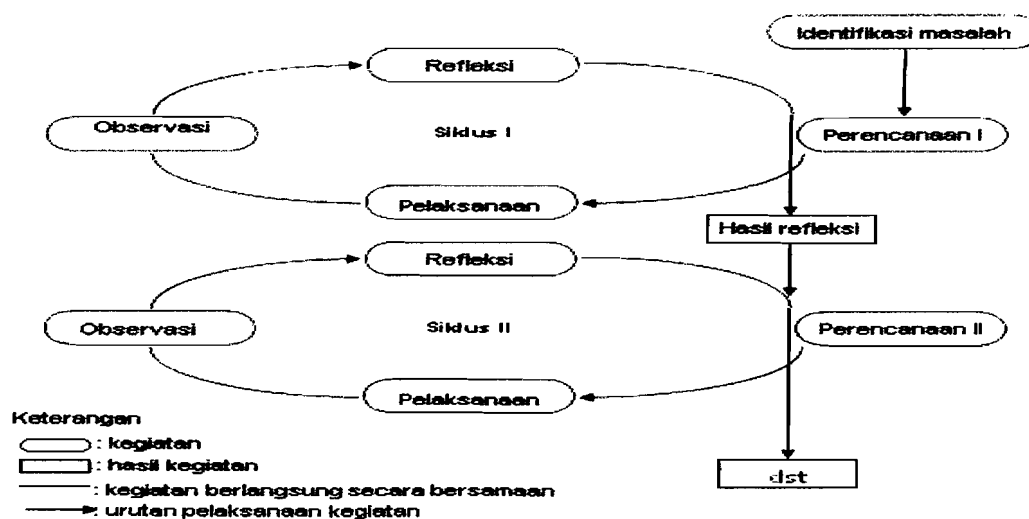 Identifikasi masalah
Refleksi
Observasi
Siklus I
Perencanaan I
Pelaksanaan
Hasil refleksi
Refleksi
Observasi
Siklus II
Perencanaan II
Pelaksanaan
Keterangan
: kegiatan
: hasil kegiatan
: kegiatan berlangsung secara bersamaan
: urutan pelaksanaan kegiatan
dst